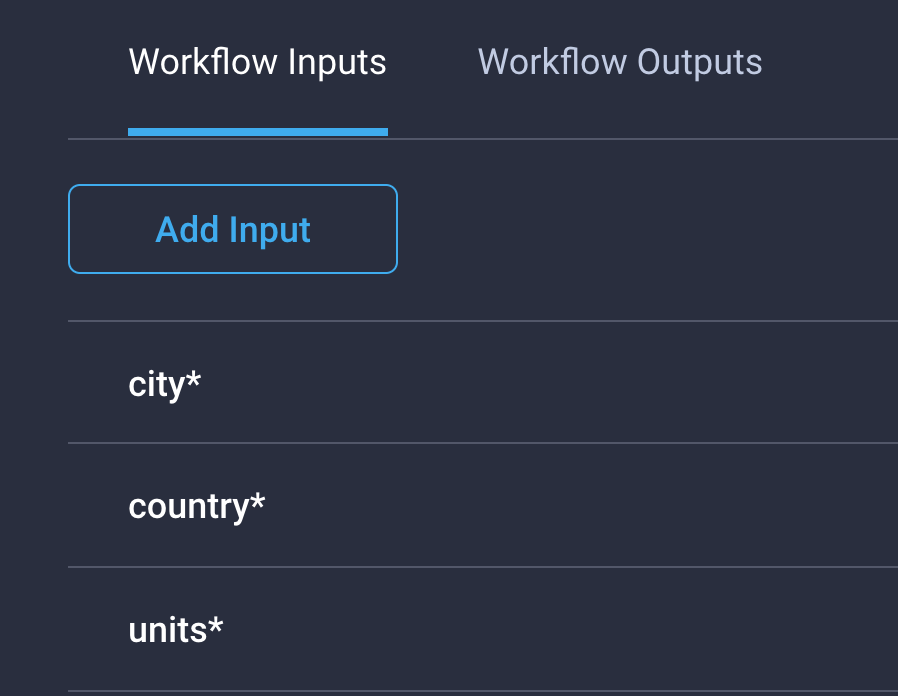 Workflow Inputs Workflow Outputs
Add Input
city*
country*
units*